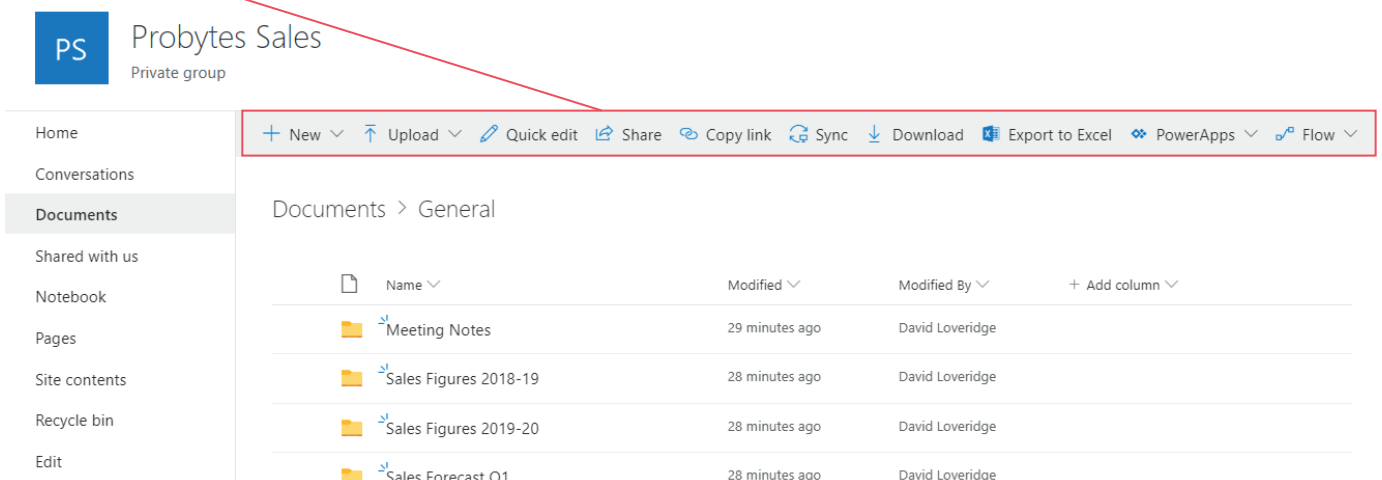 PS
Probytes Sales
Private group
Home
Conversations
Documents
Shared with us
Notebook
Pages
Site contents
Recycle bin
Edit
New Upload Quick edit Share Copy link Sync Download Export to Excel PowerApps Flow
Documents > General
Name Modified Modified By + Add column
Meeting Notes 29 minutes ago David Loveridge
Sales Figures 2018-19 28 minutes ago David Loveridge
Sales Figures 2019-20 28 minutes ago David Loveridge
Sales Forecast Q1 28 minutes ago David Loveridge